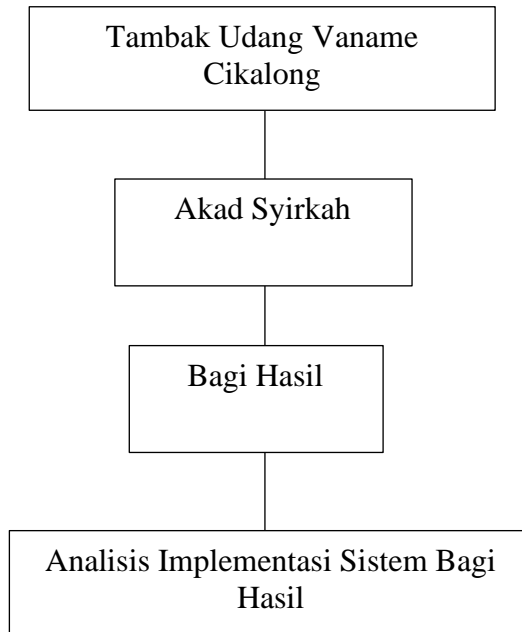 Tambak Udang Vaname
Cikalong
Akad Syirkah
Bagi Hasil
Analisis Implementasi Sistem Bagi
Hasil